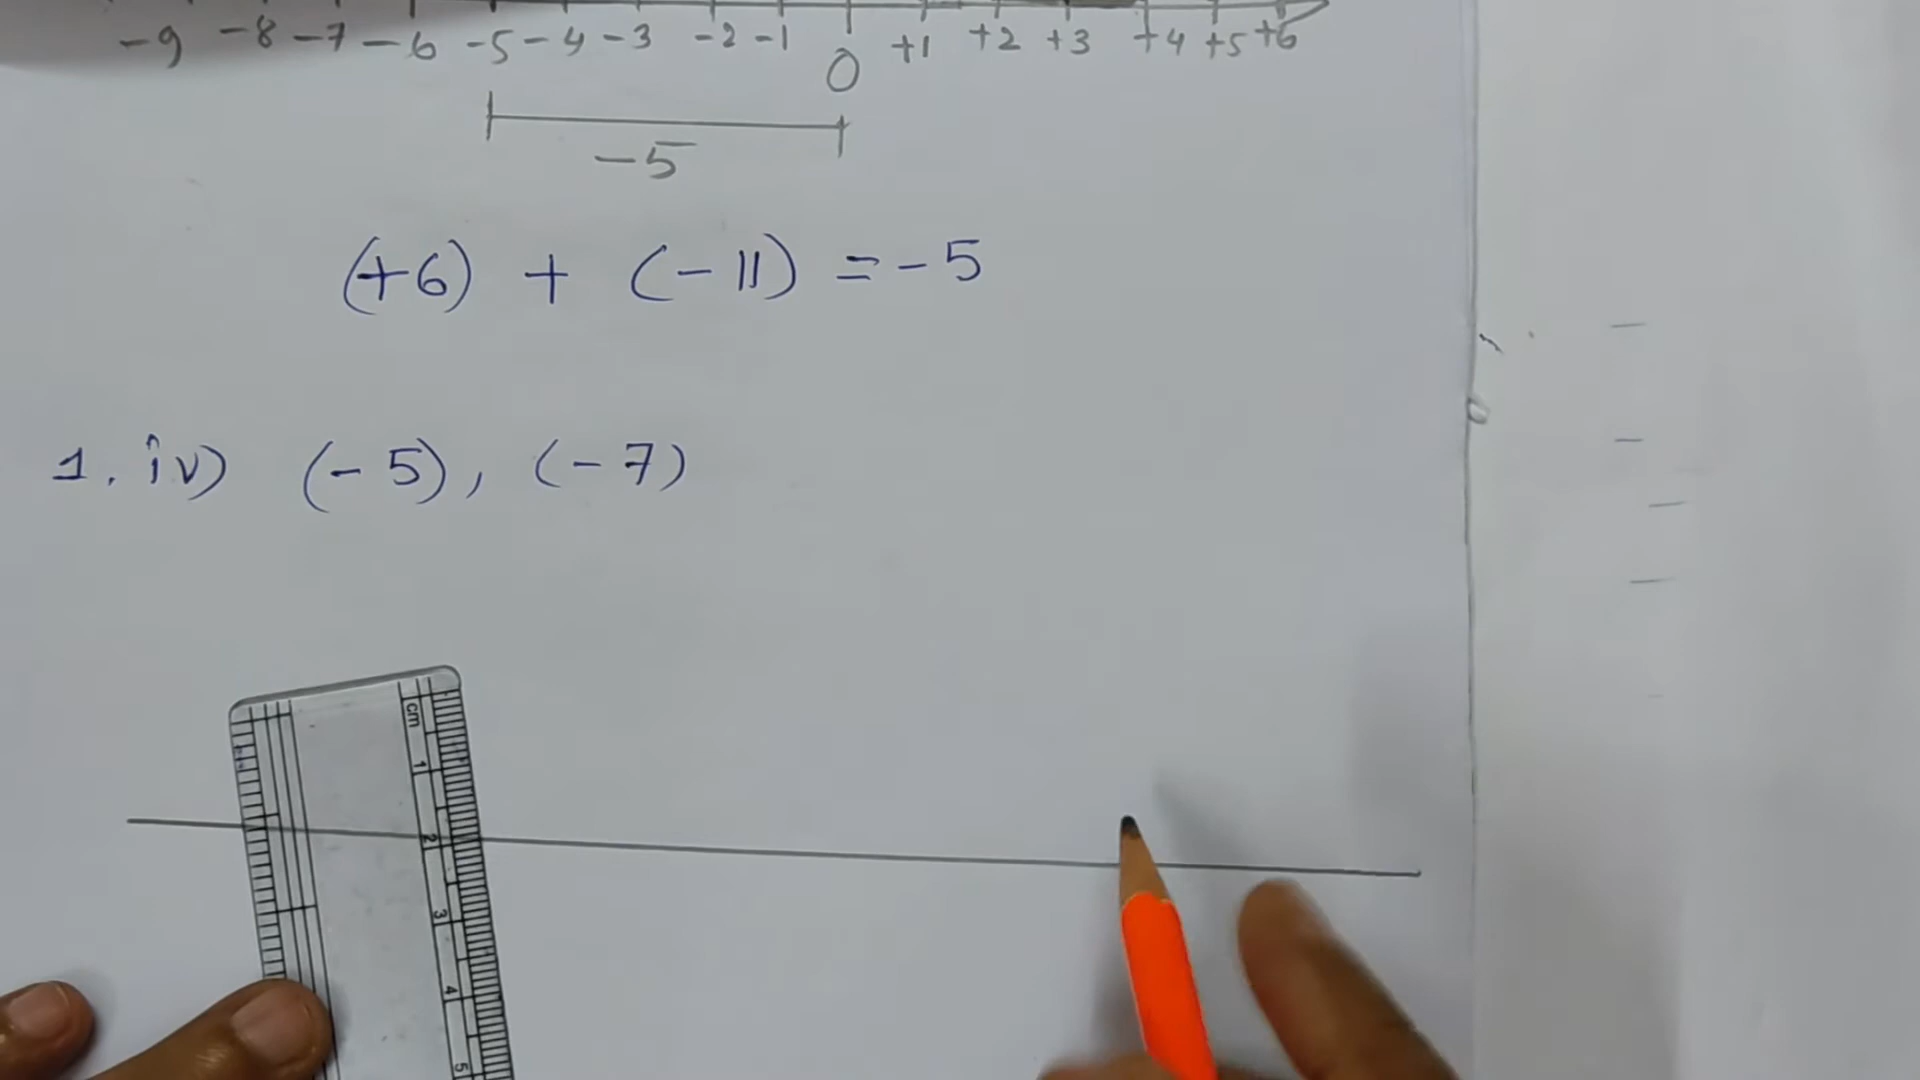 -9 -8 -7 -6 -5 -4 -3 -2 -1 0 +1 +2 +3 +4 +5 +6
-5
(+6) + (-11) = -5
1. iv) (-5), (-7)
cm 1 2 3 4 5